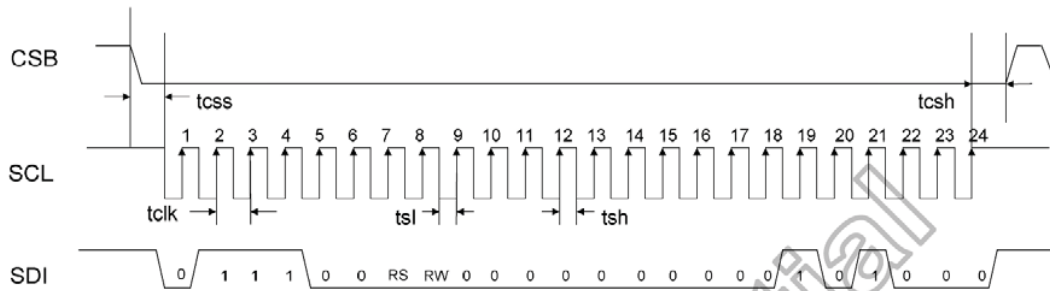 CSB
tcss
tcsh
1 2 3 4 5 6 7 8 9 10 11 12 13 14 15 16 17 18 19 20 21 22 23 24
SCL
tclk
tsl
tsh
SDI 0 1 1 1 0 0 RS RW 0 0 0 0 0 0 0 0 0 0 1 0 1 0 0 0
tial